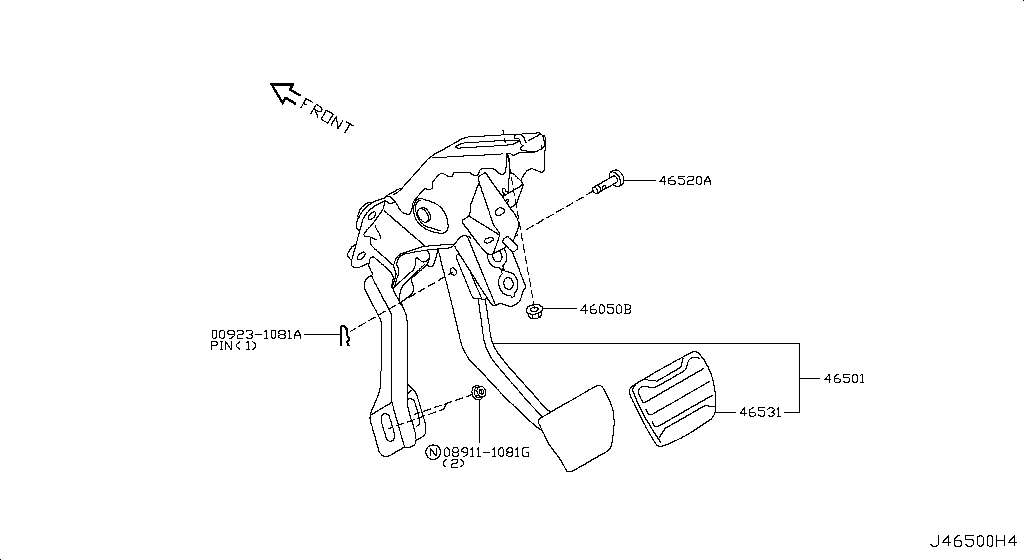 FRONT
46520A
46050B
00923-1081A
PIN(1)
46501
46531
N 08911-1081G
(2)
J46500H4